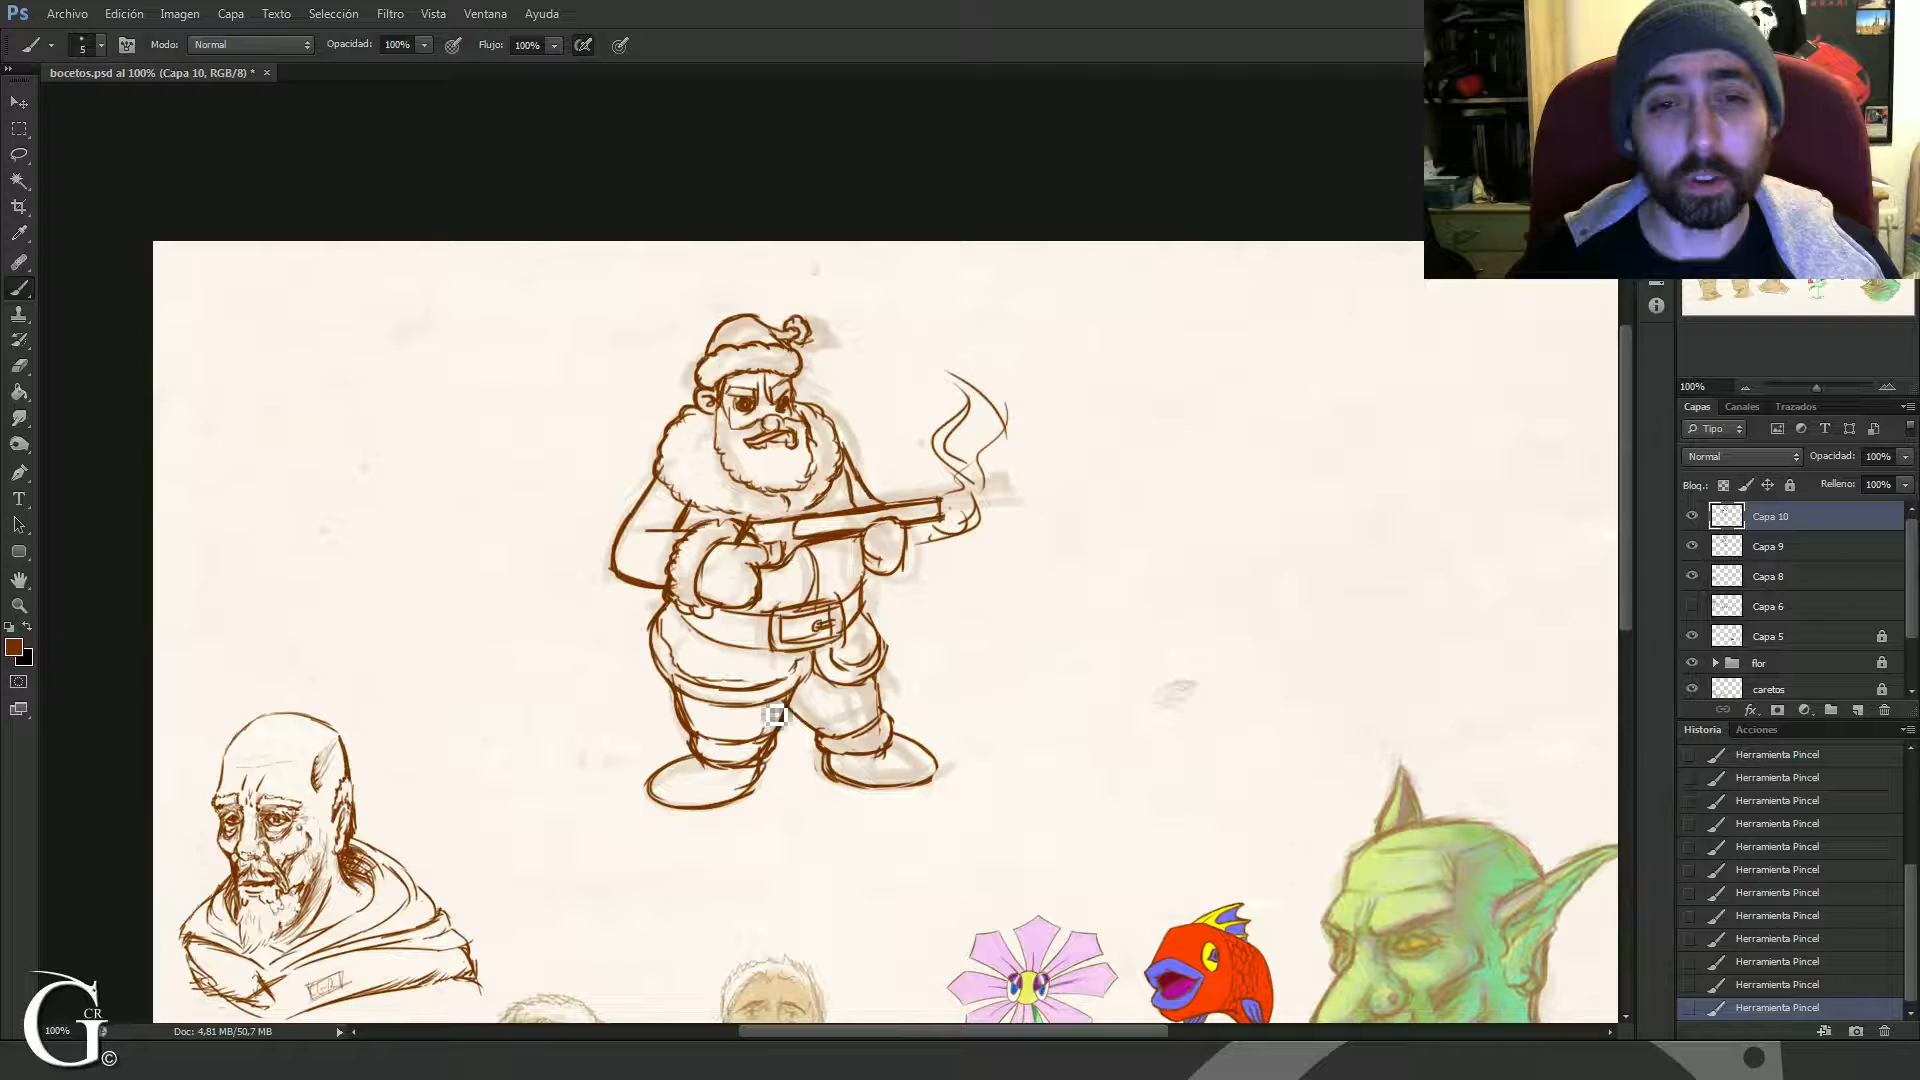 Ps Archivo Edición Imagen Capa Texto Selección Filtro Vista Ventana Ayuda
5 Modo: Normal Opacidad: 100% Flujo: 100%
bocetos.psd al 100% (Capa 10, RGB/8) * ×
100%
Capas Canales Trazados
Tipo
Normal Opacidad: 100%
Bloq.: Relleno: 100%
Capa 10
Capa 9
Capa 8
Capa 6
Capa 5
flor
caretos
fx
Historia Acciones
Herramienta Pincel
Herramienta Pincel
Herramienta Pincel
Herramienta Pincel
Herramienta Pincel
Herramienta Pincel
Herramienta Pincel
Herramienta Pincel
Herramienta Pincel
Herramienta Pincel
Herramienta Pincel
Herramienta Pincel
100% Doc: 4,81 MB/50,7 MB
G CR ©